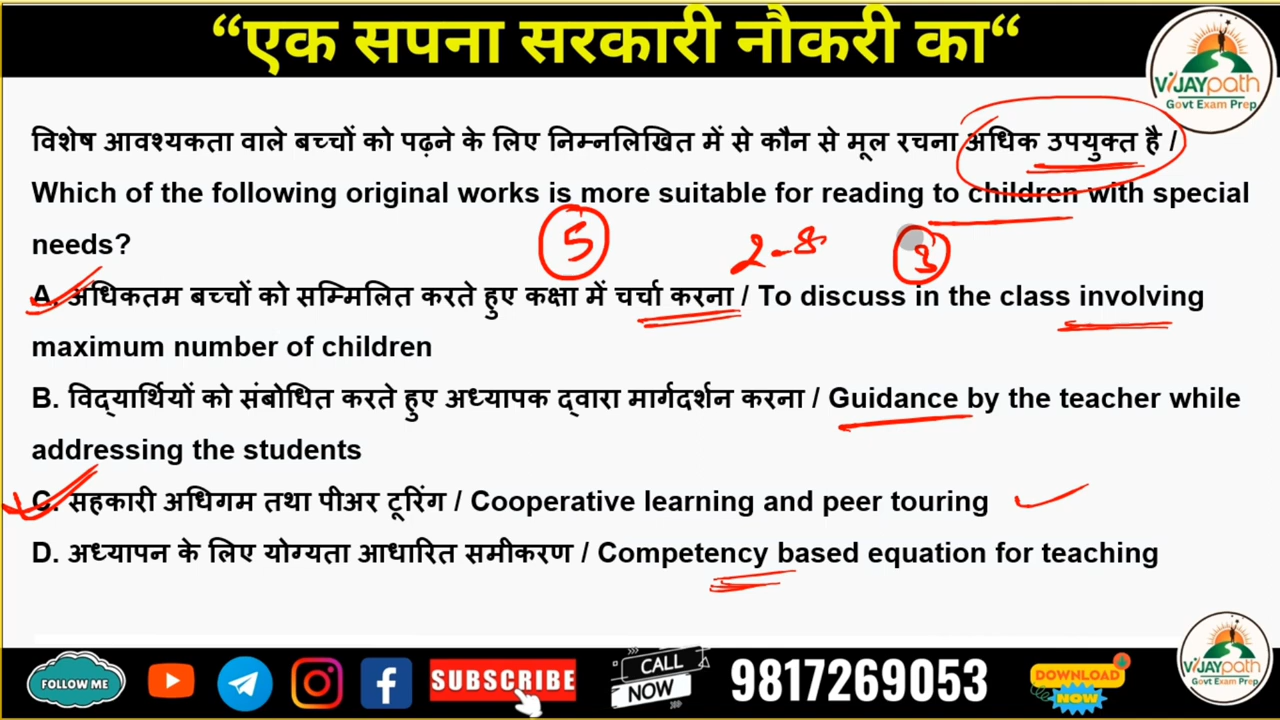 “एक सपना सरकारी नौकरी का“
VIJAYpath
Govt Exam Prep
विशेष आवश्यकता वाले बच्चों को पढ़ने के लिए निम्नलिखित में से कौन से मूल रचना अधिक उपयुक्त है /
Which of the following original works is more suitable for reading to children with special
needs?
5 2-8 3
A. अधिकतम बच्चों को सम्मिलित करते हुए कक्षा में चर्चा करना / To discuss in the class involving
maximum number of children
B. विद्यार्थियों को संबोधित करते हुए अध्यापक द्वारा मार्गदर्शन करना / Guidance by the teacher while
addressing the students
C. सहकारी अधिगम तथा पीअर टूरिंग / Cooperative learning and peer touring
D. अध्यापन के लिए योग्यता आधारित समीकरण / Competency based equation for teaching
FOLLOW ME
SUBSCRIBE
CALL
NOW
9817269053
DOWNLOAD
NOW
VIJAYpath
Govt Exam Prep